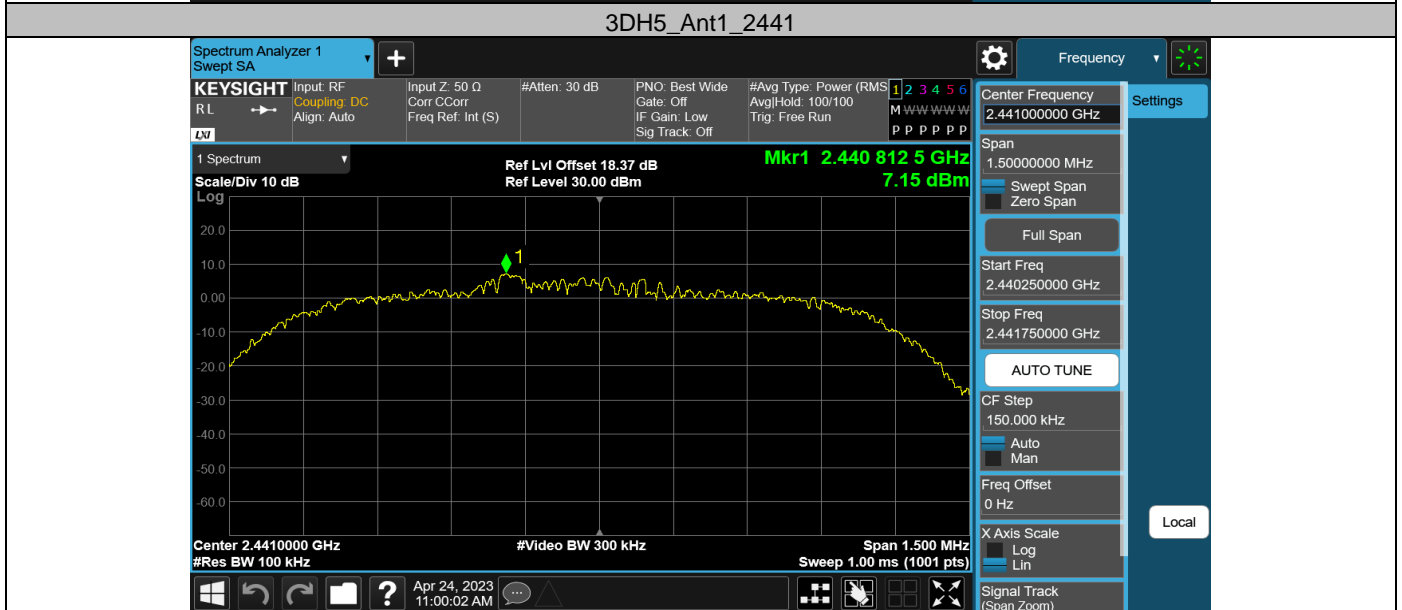 3DH5_Ant1_2441
Spectrum Analyzer 1
Swept SA
+
Frequency
KEYSIGHT
RL
LXI
Input: RF
Coupling: DC
Align: Auto
Input Z: 50 Ω
Corr CCorr
Freq Ref: Int (S)
#Atten: 30 dB
PNO: Best Wide
Gate: Off
IF Gain: Low
Sig Track: Off
#Avg Type: Power (RMS
Avg|Hold: 100/100
Trig: Free Run
1 2 3 4 5 6
M W W W W W
P P P P P P
1 Spectrum
Scale/Div 10 dB
Log
Ref Lvl Offset 18.37 dB
Ref Level 30.00 dBm
Mkr1 2.440 812 5 GHz
7.15 dBm
1
20.0
10.0
0.00
-10.0
-20.0
-30.0
-40.0
-50.0
-60.0
Center 2.4410000 GHz
#Res BW 100 kHz
#Video BW 300 kHz
Span 1.500 MHz
Sweep 1.00 ms (1001 pts)
?
Apr 24, 2023
11:00:02 AM
Center Frequency
2.441000000 GHz
Span
1.50000000 MHz
Swept Span
Zero Span
Full Span
Start Freq
2.440250000 GHz
Stop Freq
2.441750000 GHz
AUTO TUNE
CF Step
150.000 kHz
Auto
Man
Freq Offset
0 Hz
X Axis Scale
Log
Lin
Signal Track
(Span Zoom)
Settings
Local